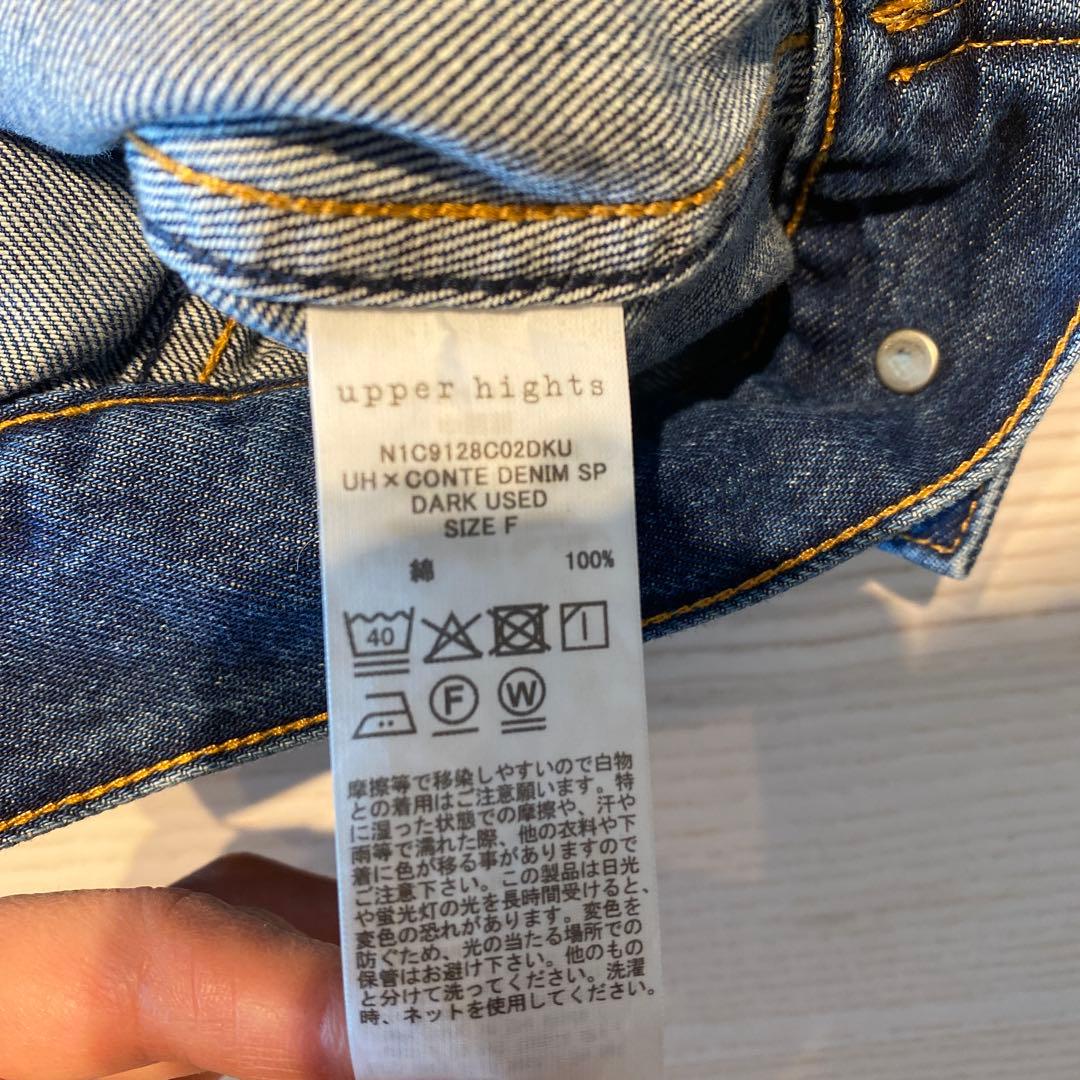 upper hights
N1C9128C02DKU
UH×CONTE DENIM SP
DARK USED
SIZE F
綿 100%
40
F W
摩擦等で移染しやすいので白物
との着用はご注意願います。特
に湿った状態での摩擦や、汗や
雨等で濡れた際、他の衣料や下
着に色が移る事がありますので
ご注意下さい。この製品は日光
や蛍光灯の光を長時間受けると、
変色の恐れがあります。変色を
防ぐため、光の当たる場所での
保管はお避け下さい。他のもの
と分けて洗ってください。洗濯
時、ネットを使用してください。